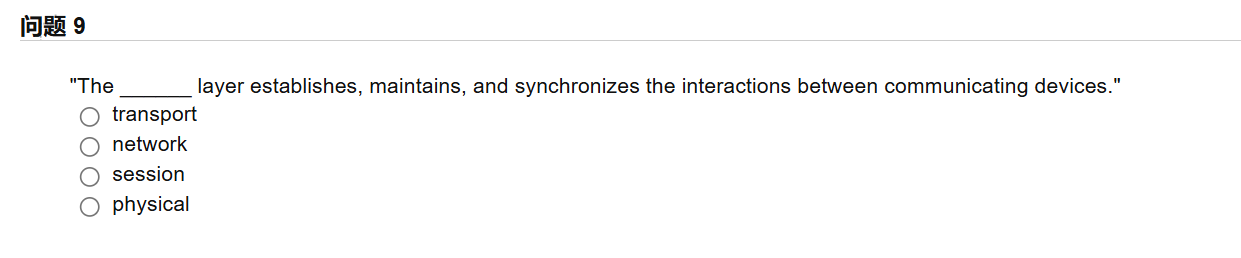 问题 9
"The ______ layer establishes, maintains, and synchronizes the interactions between communicating devices."
transport
network
session
physical